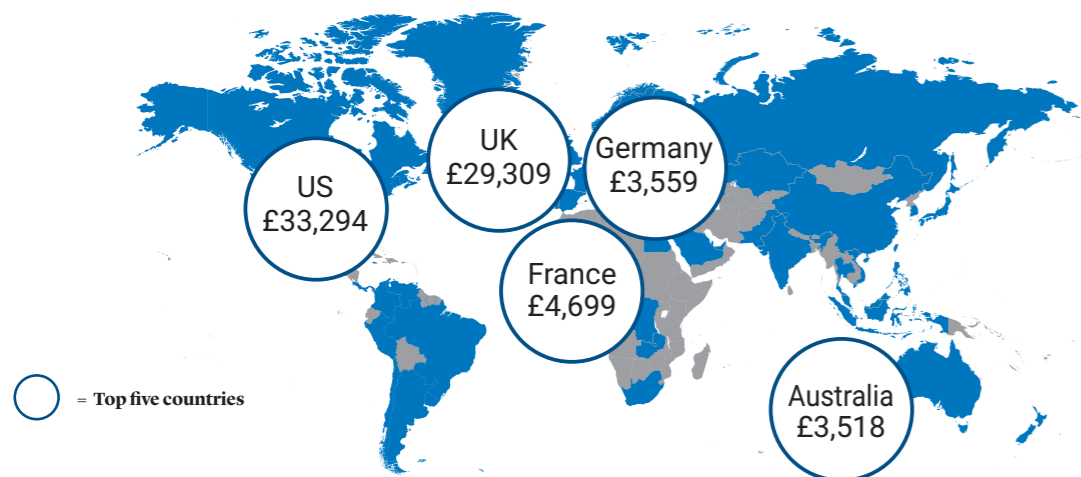 UK
£29,309
Germany
£3,559
US
£33,294
France
£4,699
Australia
£3,518
= Top five countries